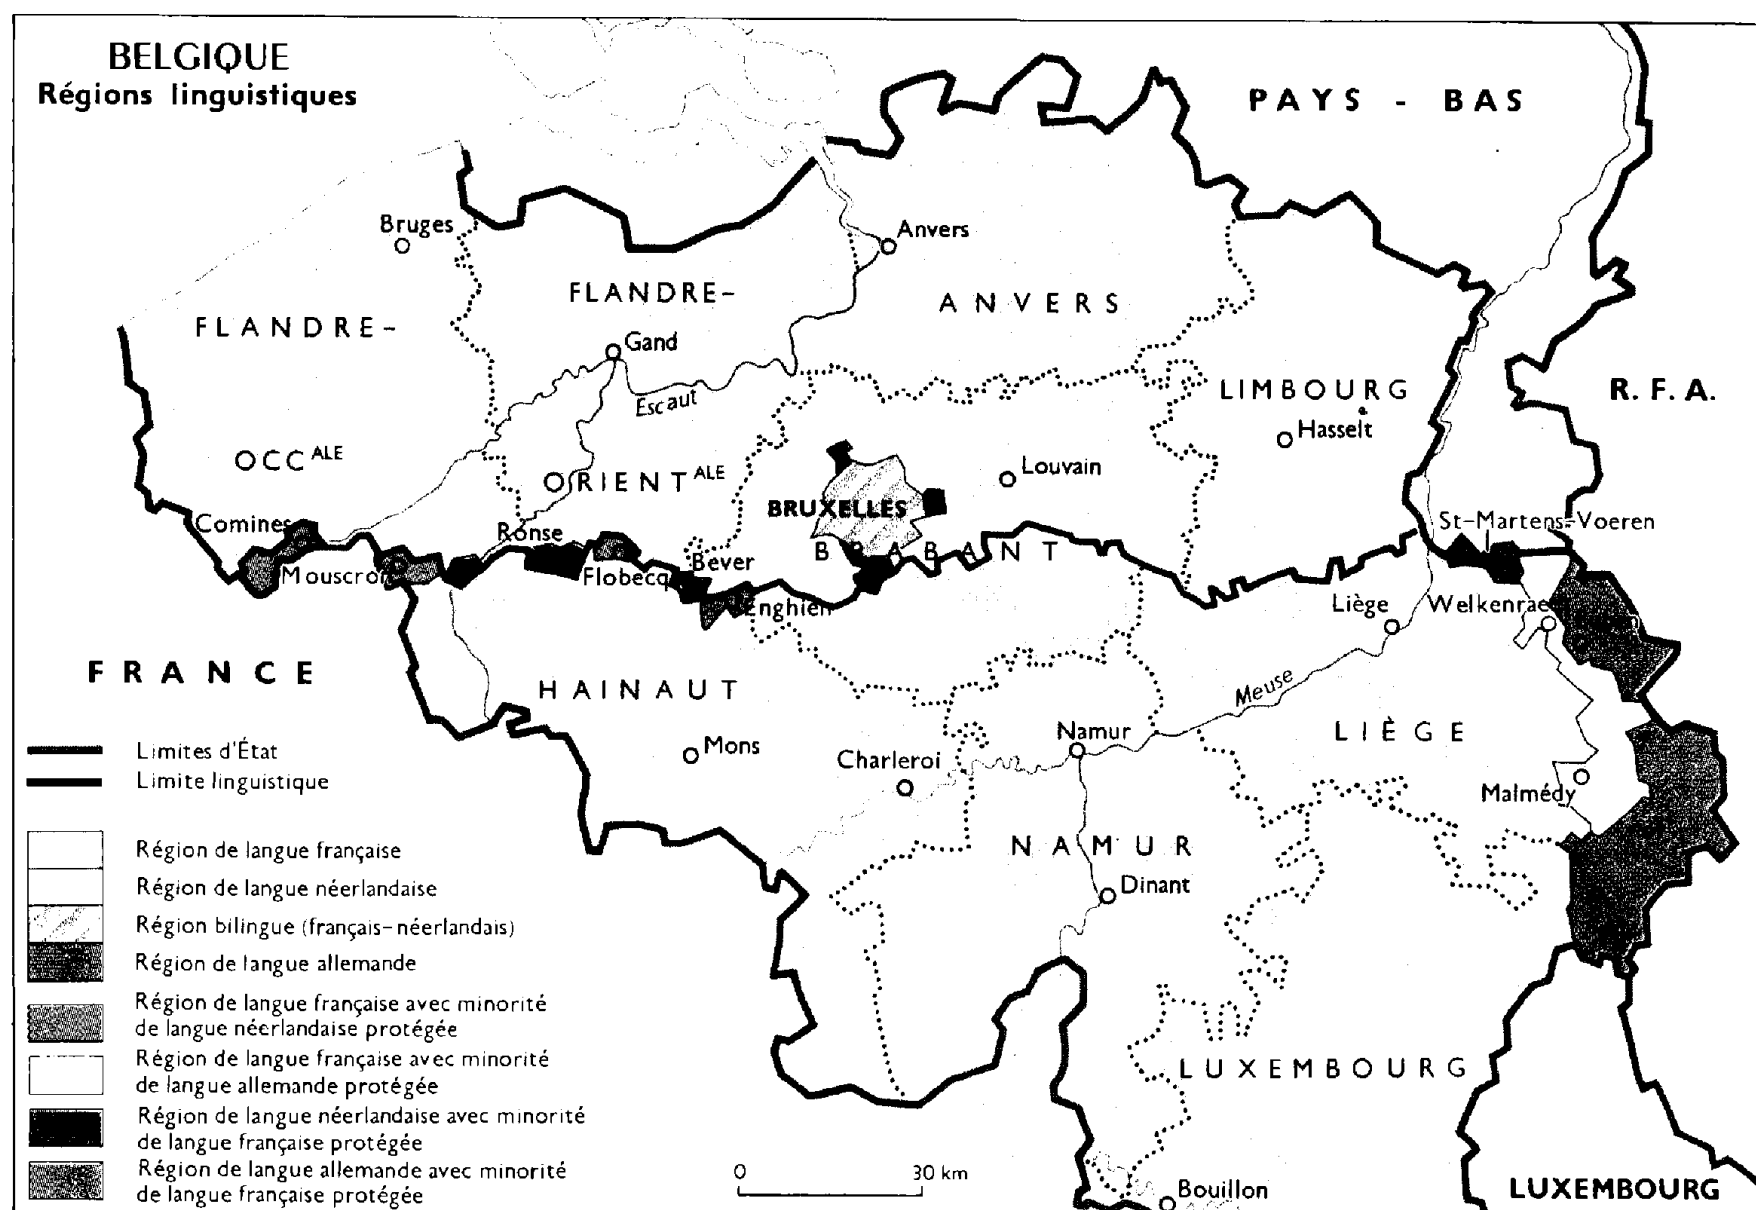 BELGIQUE
Régions linguistiques
PAYS - BAS
Bruges
Anvers
FLANDRE-
FLANDRE-
ANVERS
Gand
Escaut
LIMBOURG
R. F. A.
Hasselt
OCC ALE
ORIENT ALE
Louvain
BRUXELLES
Comines
Ronse
St-Martens-Voeren
BRABANT
Mouscron
Flobecq
Bever
Enghien
Liège
Welkenrae
FRANCE
HAINAUT
Meuse
Mons
Namur
LIÈGE
Charleroi
Malmédy
NAMUR
Dinant
LUXEMBOURG
Bouillon
LUXEMBOURG
Limites d'État
Limite linguistique
Région de langue française
Région de langue néerlandaise
Région bilingue (français-néerlandais)
Région de langue allemande
Région de langue française avec minorité
de langue néerlandaise protégée
Région de langue française avec minorité
de langue allemande protégée
Région de langue néerlandaise avec minorité
de langue française protégée
Région de langue allemande avec minorité
de langue française protégée
0 30 km